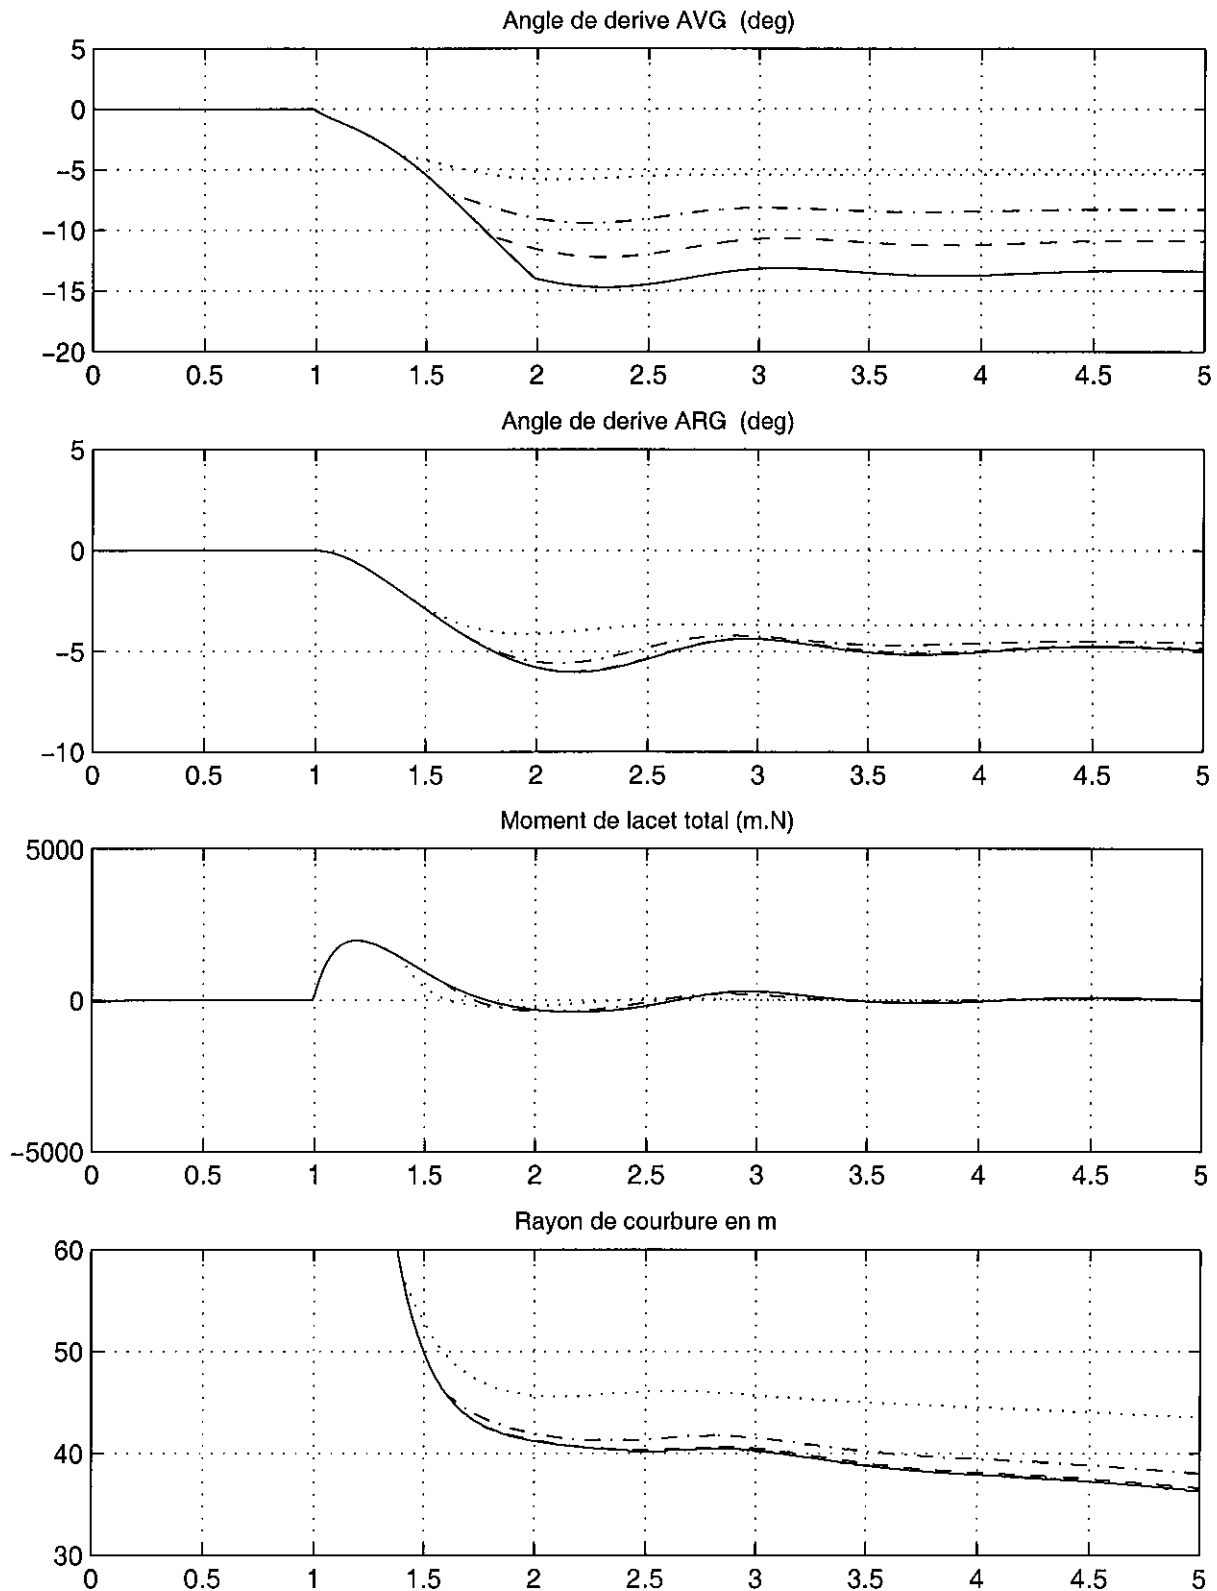 Angle de derive AVG (deg)
5
0
−5
−10
−15
−20
0 0.5 1 1.5 2 2.5 3 3.5 4 4.5 5
Angle de derive ARG (deg)
5
0
−5
−10
0 0.5 1 1.5 2 2.5 3 3.5 4 4.5 5
Moment de lacet total (m.N)
5000
0
−5000
0 0.5 1 1.5 2 2.5 3 3.5 4 4.5 5
Rayon de courbure en m
60
50
40
30
0 0.5 1 1.5 2 2.5 3 3.5 4 4.5 5